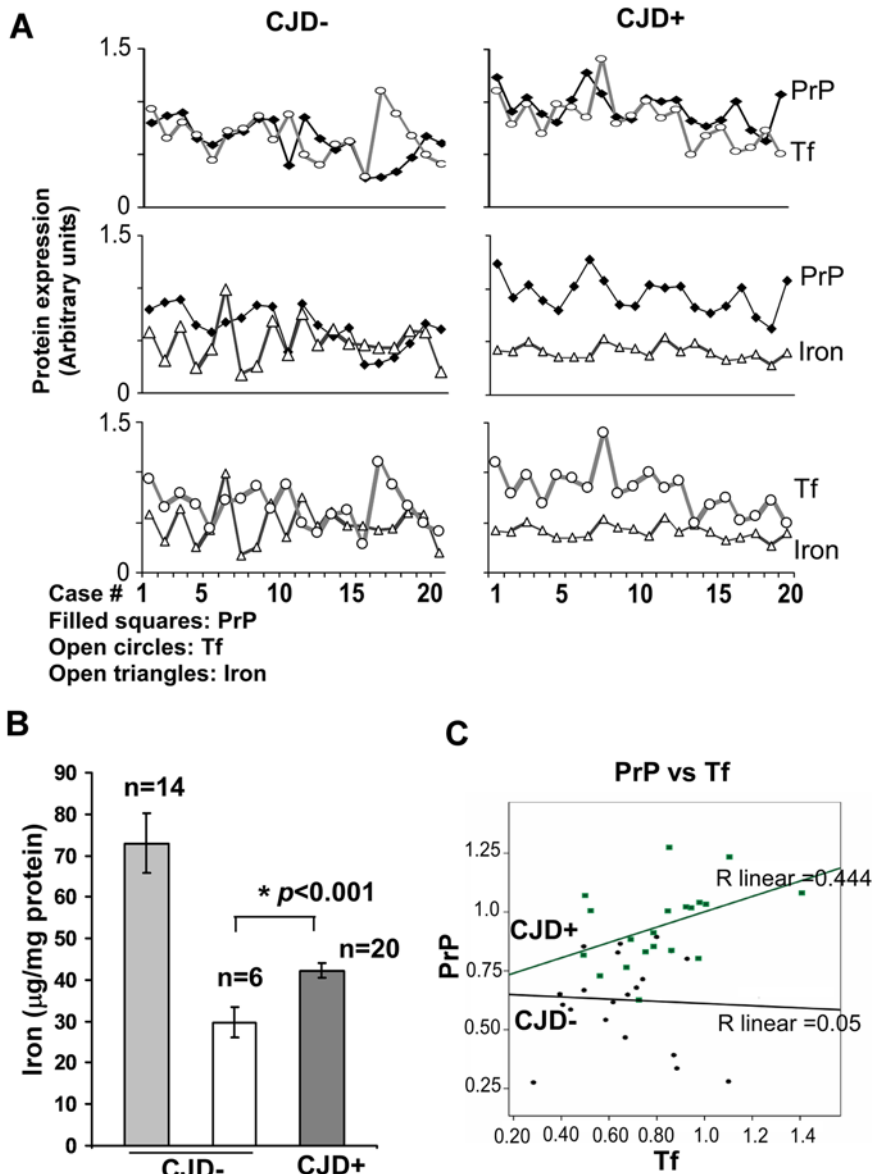 A
CJD-
CJD+
Protein expression
(Arbitrary units)
1.5
0
PrP
Tf
1.5
0
PrP
Iron
1.5
0
Tf
Iron
Case # 1 5 10 15 20
1 5 10 15 20
Filled squares: PrP
Open circles: Tf
Open triangles: Iron
B
Iron (µg/mg protein)
90
80
70
60
50
40
30
20
10
0
n=14
* p<0.001
n=6
n=20
CJD-
CJD+
C
PrP vs Tf
PrP
1.25
1.0
0.75
0.50
0.25
R linear =0.444
CJD+
CJD-
R linear =0.05
0.20 0.40 0.60 0.80 1.0 1.2 1.4
Tf